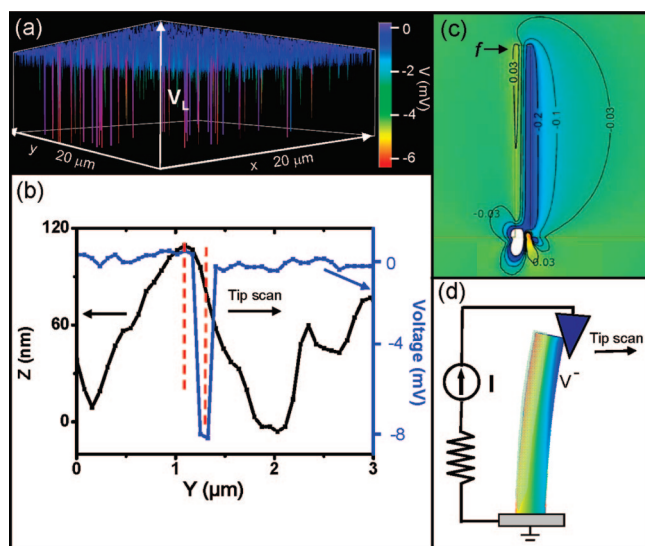 (a)
V_L
y 20 μm
x 20 μm
0
-2
-4
-6
V (mV)
(b)
120
60
0
Z (nm)
Tip scan
0
-4
-8
Voltage (mV)
0 1 2 3
Y (μm)
(c)
f
0.03
-0.2
-0.1
-0.03
-0.03
0.03
(d)
I
V-
Tip scan